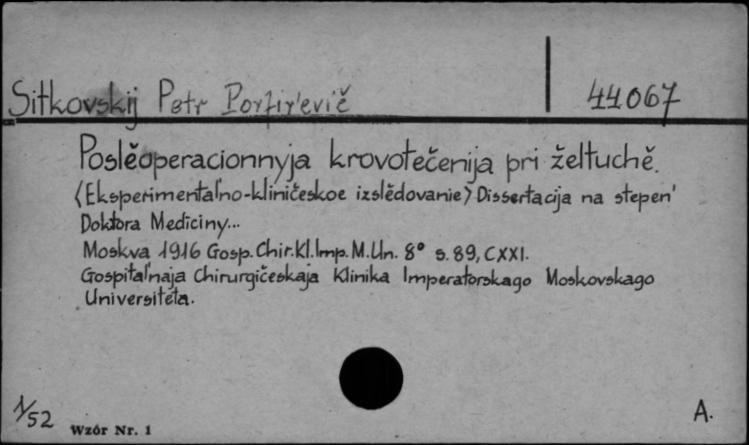 Sitkovskij Petr Porfir'evič 44067
Poslěoperacionnyja krovotečenija pri želtuchě.
(Eksperimental'no-kliničeskoe izslědovanie) Dissertacija na stepen'
Doktora Mediciny...
Moskva 1916 Gosp. Chir. Kl. Imp. M. Un. 8° s. 89, CXXI.
Gospital'naja Chirurgičeskaja Klinika Imperatorskago Moskovskago
Universiteta.
1/52 Wzór Nr. 1 A.